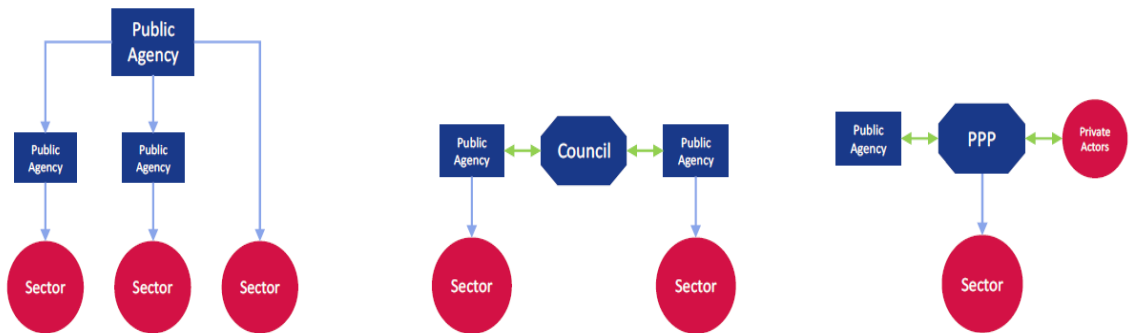 Public
Agency
Public
Agency
Public
Agency
Sector
Sector
Sector
Public
Agency
Council
Public
Agency
Sector
Sector
Public
Agency
PPP
Private
Actors
Sector